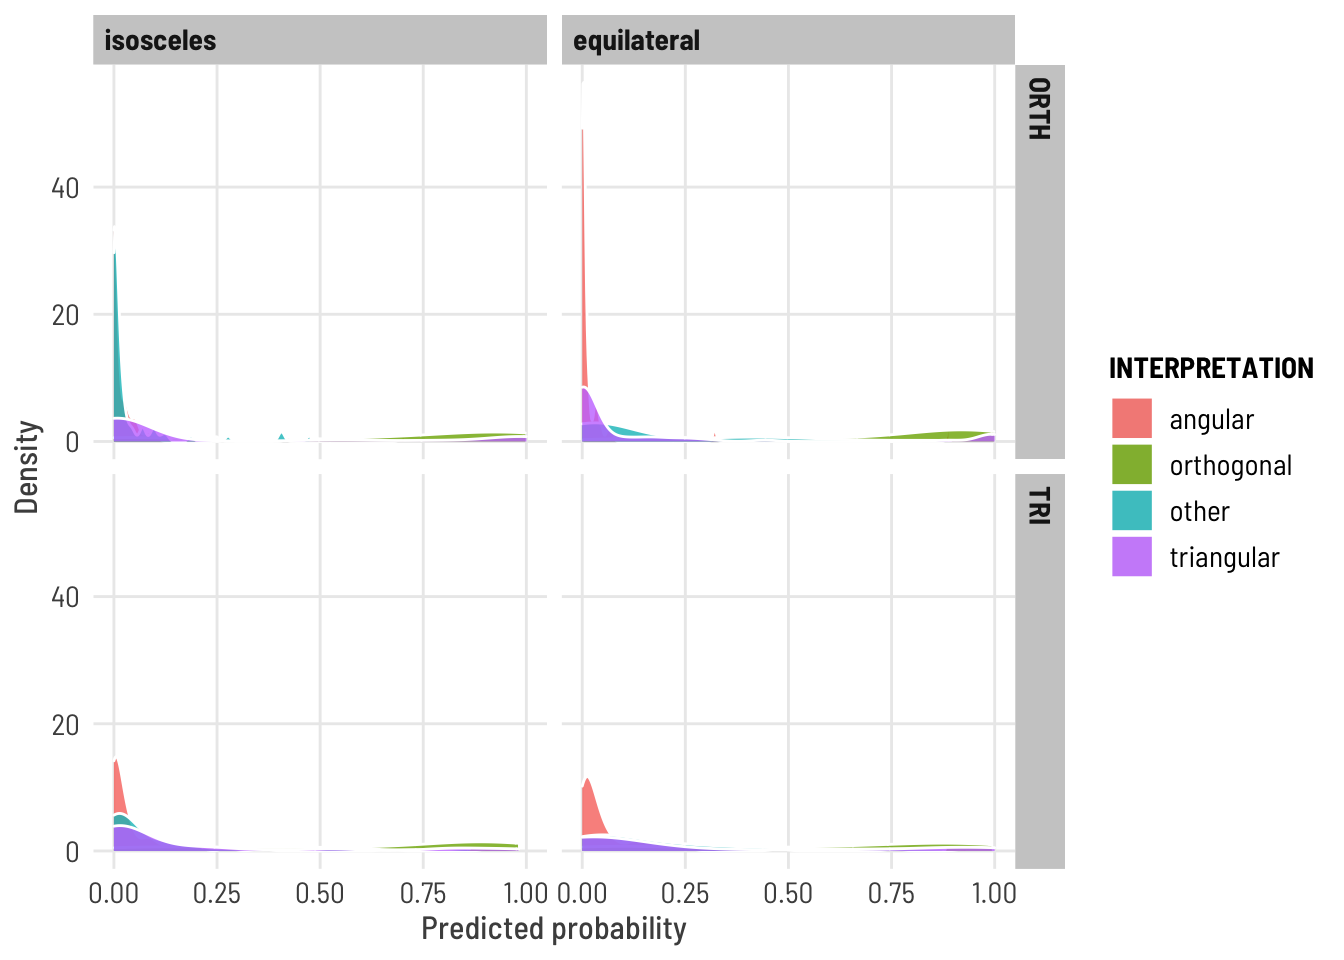 isosceles
equilateral
ORTH
40
20
0
TRI
40
20
0
Density
0.00 0.25 0.50 0.75 1.00
0.00 0.25 0.50 0.75 1.00
Predicted probability
INTERPRETATION
angular
orthogonal
other
triangular